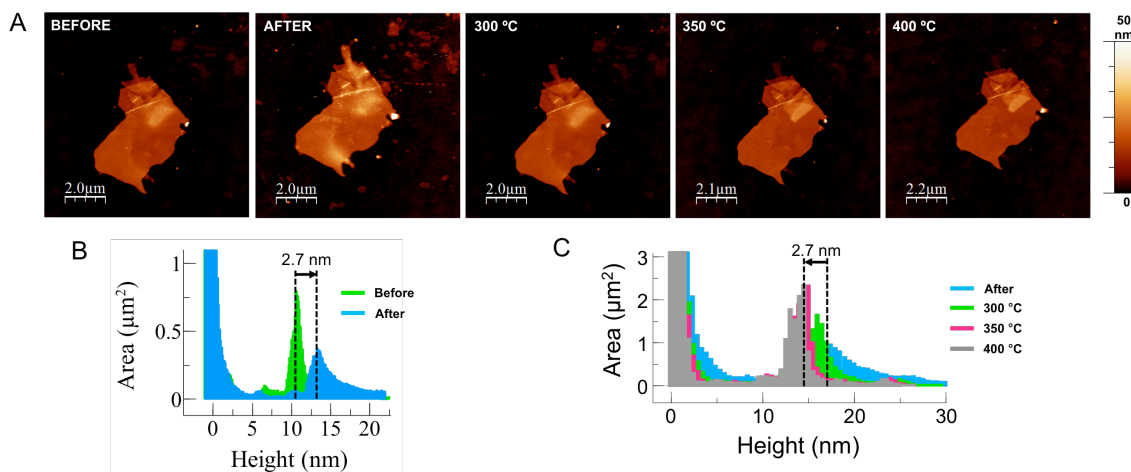 A
BEFORE
AFTER
300 ºC
350 ºC
400 ºC
50
nm
0
2.0µm
2.0µm
2.0µm
2.1µm
2.2µm
B
2.7 nm
1
0.5
0
Area (µm²)
Before
After
0 5 10 15 20
Height (nm)
C
2.7 nm
3
2
1
0
Area (µm²)
After
300 °C
350 °C
400 °C
0 10 20 30
Height (nm)